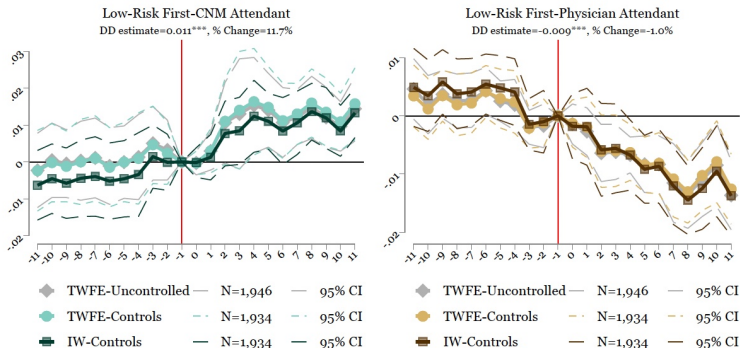 Low-Risk First-CNM Attendant
DD estimate=0.011***, % Change=11.7%
.03
.02
.01
0
-.01
-.02
-11 -10 -9 -8 -7 -6 -5 -4 -3 -2 -1 0 1 2 3 4 5 6 7 8 9 10 11
TWFE-Uncontrolled N=1,946 95% CI
TWFE-Controls N=1,934 95% CI
IW-Controls N=1,934 95% CI
Low-Risk First-Physician Attendant
DD estimate=-0.009***, % Change=-1.0%
.01
0
-.01
-.02
-11 -10 -9 -8 -7 -6 -5 -4 -3 -2 -1 0 1 2 3 4 5 6 7 8 9 10 11
TWFE-Uncontrolled N=1,946 95% CI
TWFE-Controls N=1,934 95% CI
IW-Controls N=1,934 95% CI